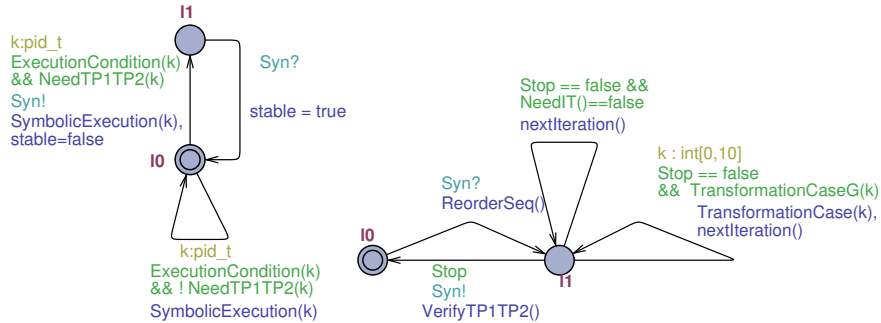 l1
k:pid_t
ExecutionCondition(k)
&& NeedTP1TP2(k)
Syn!
SymbolicExecution(k),
stable=false
Syn?
stable = true
l0
k:pid_t
ExecutionCondition(k)
&& ! NeedTP1TP2(k)
SymbolicExecution(k)
Stop == false &&
NeedIT()==false
nextIteration()
k : int[0,10]
Stop == false
&& TransformationCaseG(k)
TransformationCase(k),
nextIteration()
Syn?
ReorderSeq()
l0
l1
Stop
Syn!
VerifyTP1TP2()